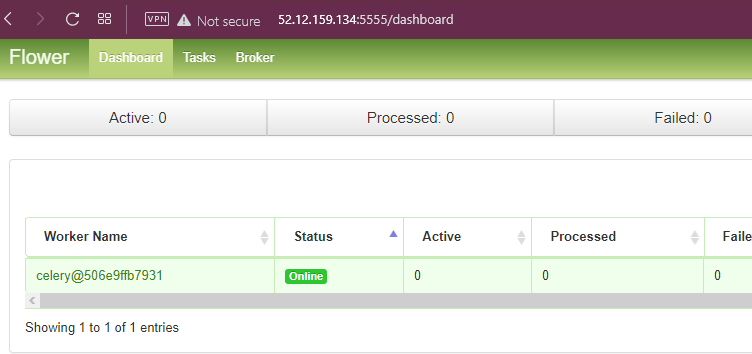 VPN Not secure 52.12.159.134:5555/dashboard
Flower Dashboard Tasks Broker
Active: 0 Processed: 0 Failed: 0
Worker Name Status Active Processed Faile
celery@506e9ffb7931 Online 0 0 0
Showing 1 to 1 of 1 entries